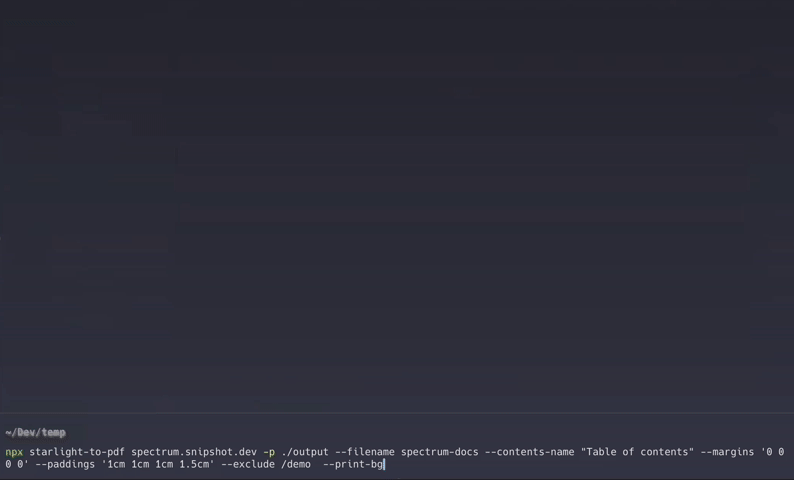 ~/Dev/temp
npx starlight-to-pdf spectrum.snipshot.dev -p ./output --filename spectrum-docs --contents-name "Table of contents" --margins '0 0
0 0' --paddings '1cm 1cm 1cm 1.5cm' --exclude /demo  --print-bg